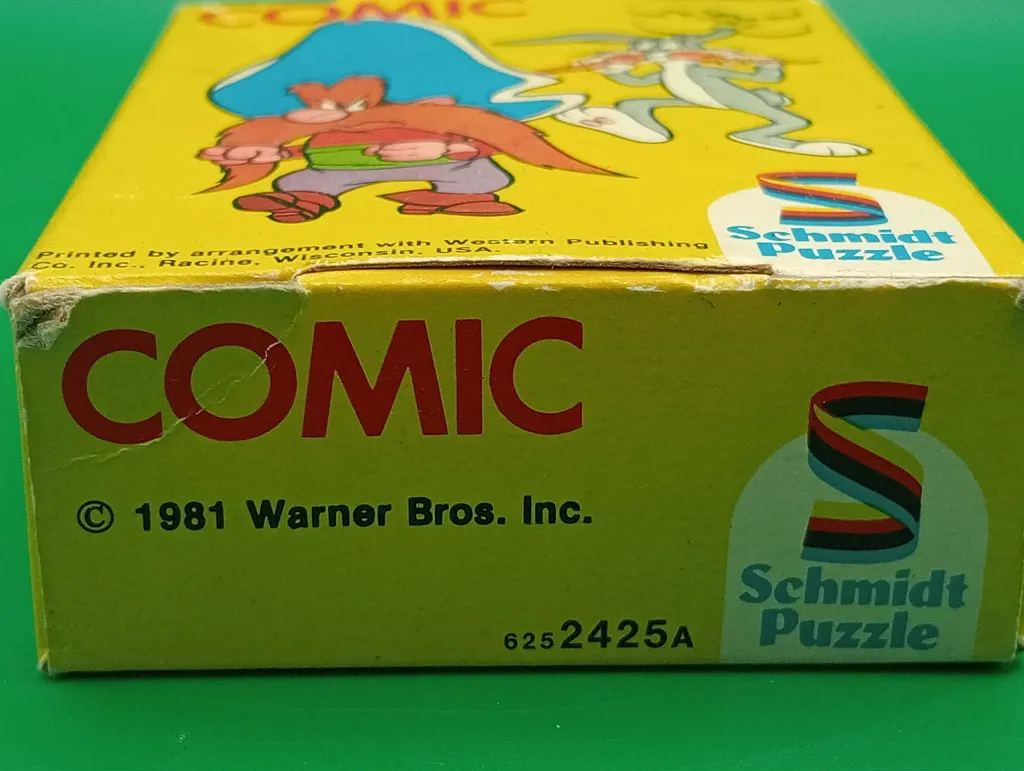 COMIC
Printed by arrangement with Western Publishing
Co. Inc., Racine, Wisconsin, USA.
Schmidt
Puzzle
COMIC
© 1981 Warner Bros. Inc.
6252425A
Schmidt
Puzzle